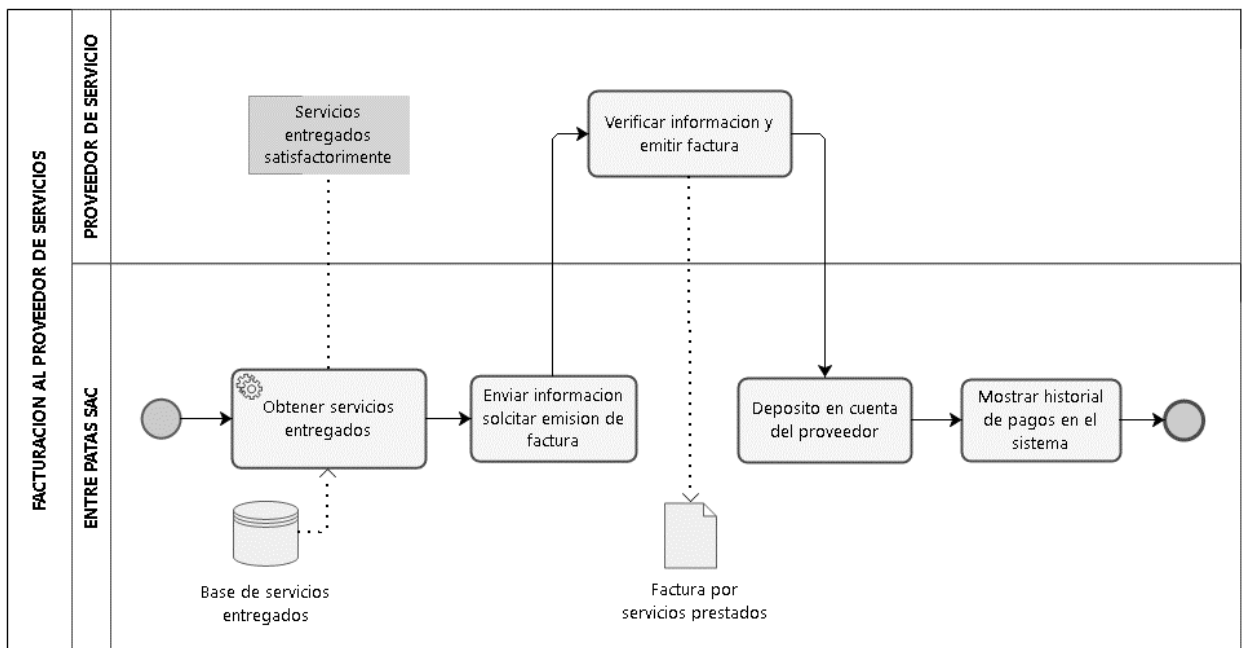 FACTURACION AL PROVEEDOR DE SERVICIOS
PROVEEDOR DE SERVICIO
Servicios
entregados
satisfactorimente
Verificar informacion y
emitir factura
ENTRE PATAS SAC
Obtener servicios
entregados
Enviar informacion
solcitar emision de
factura
Deposito en cuenta
del proveedor
Mostrar historial
de pagos en el
sistema
Base de servicios
entregados
Factura por
servicios prestados